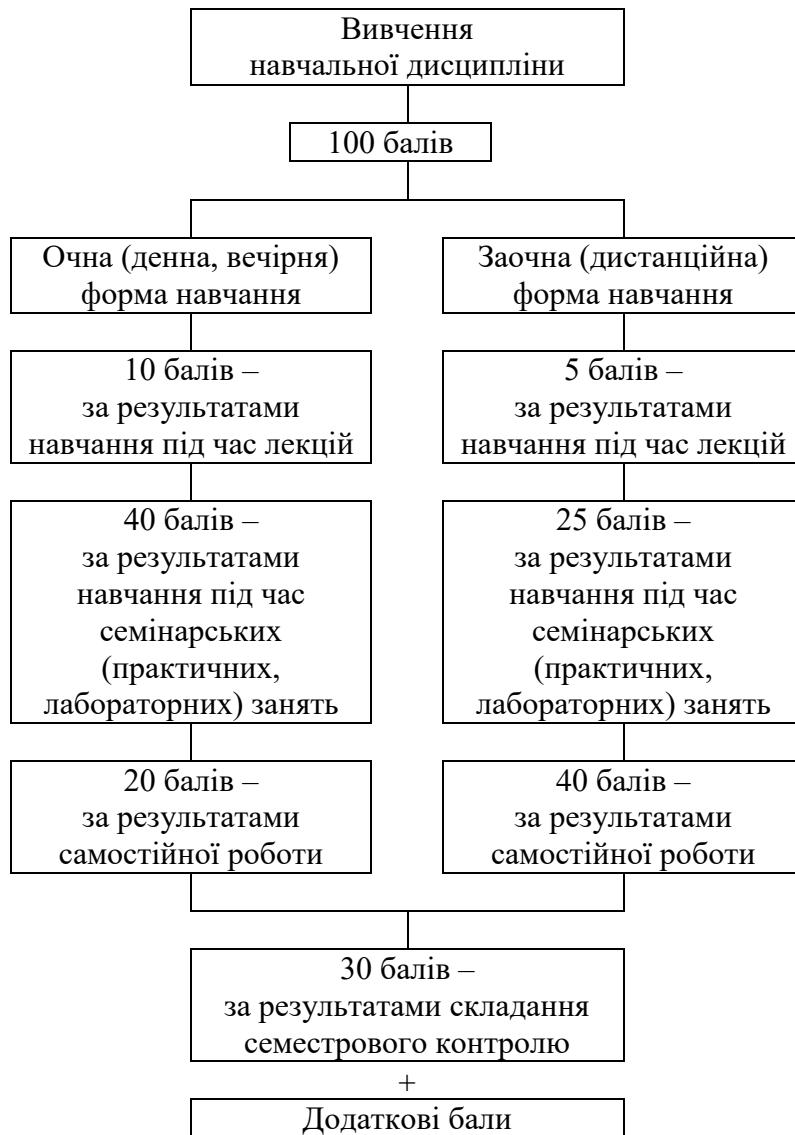 Вивчення
навчальної дисципліни
100 балів
Очна (денна, вечірня)
форма навчання
Заочна (дистанційна)
форма навчання
10 балів –
за результатами
навчання під час лекцій
5 балів –
за результатами
навчання під час лекцій
40 балів –
за результатами
навчання під час
семінарських
(практичних,
лабораторних) занять
25 балів –
за результатами
навчання під час
семінарських
(практичних,
лабораторних) занять
20 балів –
за результатами
самостійної роботи
40 балів –
за результатами
самостійної роботи
30 балів –
за результатами складання
семестрового контролю
+
Додаткові бали